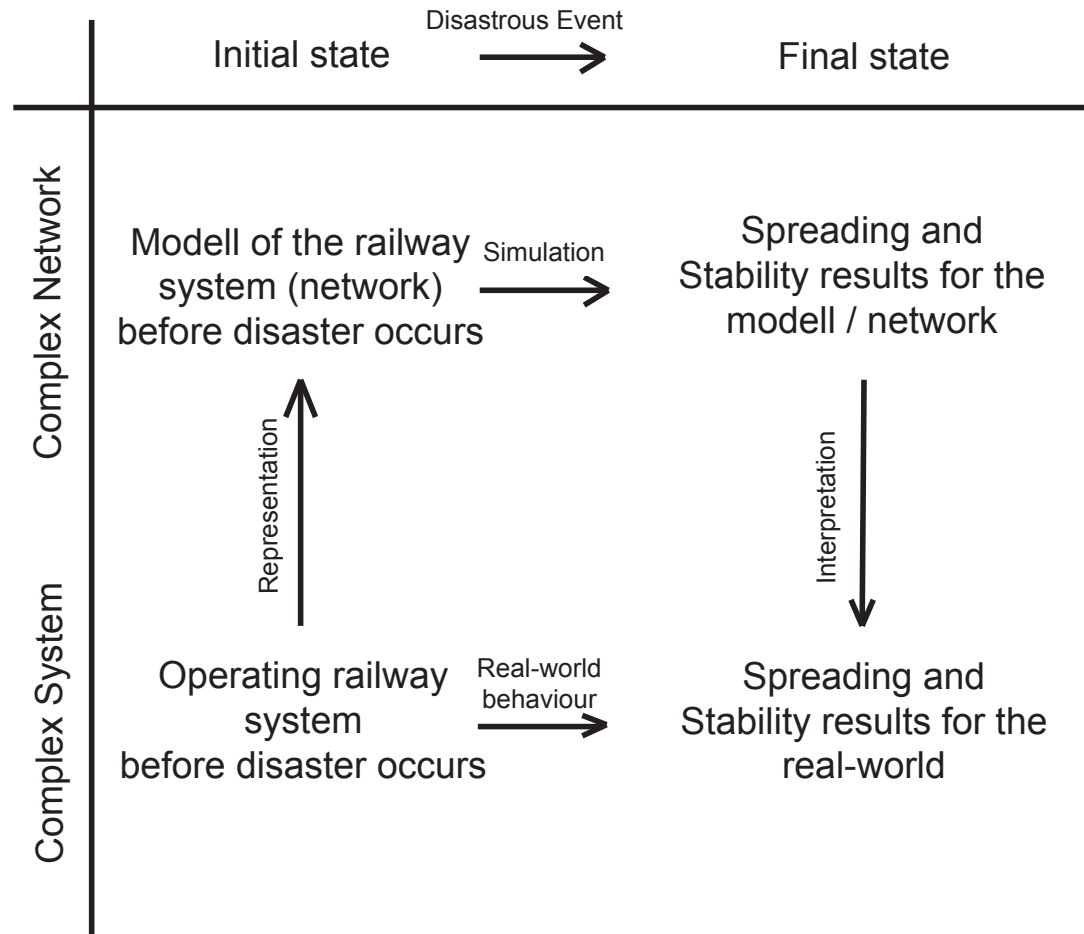 Disastrous Event
Initial state
Final state
Complex Network
Modell of the railway
system (network)
before disaster occurs
Simulation
Spreading and
Stability results for the
modell / network
Representation
Interpretation
Complex System
Operating railway
system
before disaster occurs
Real-world
behaviour
Spreading and
Stability results for the
real-world